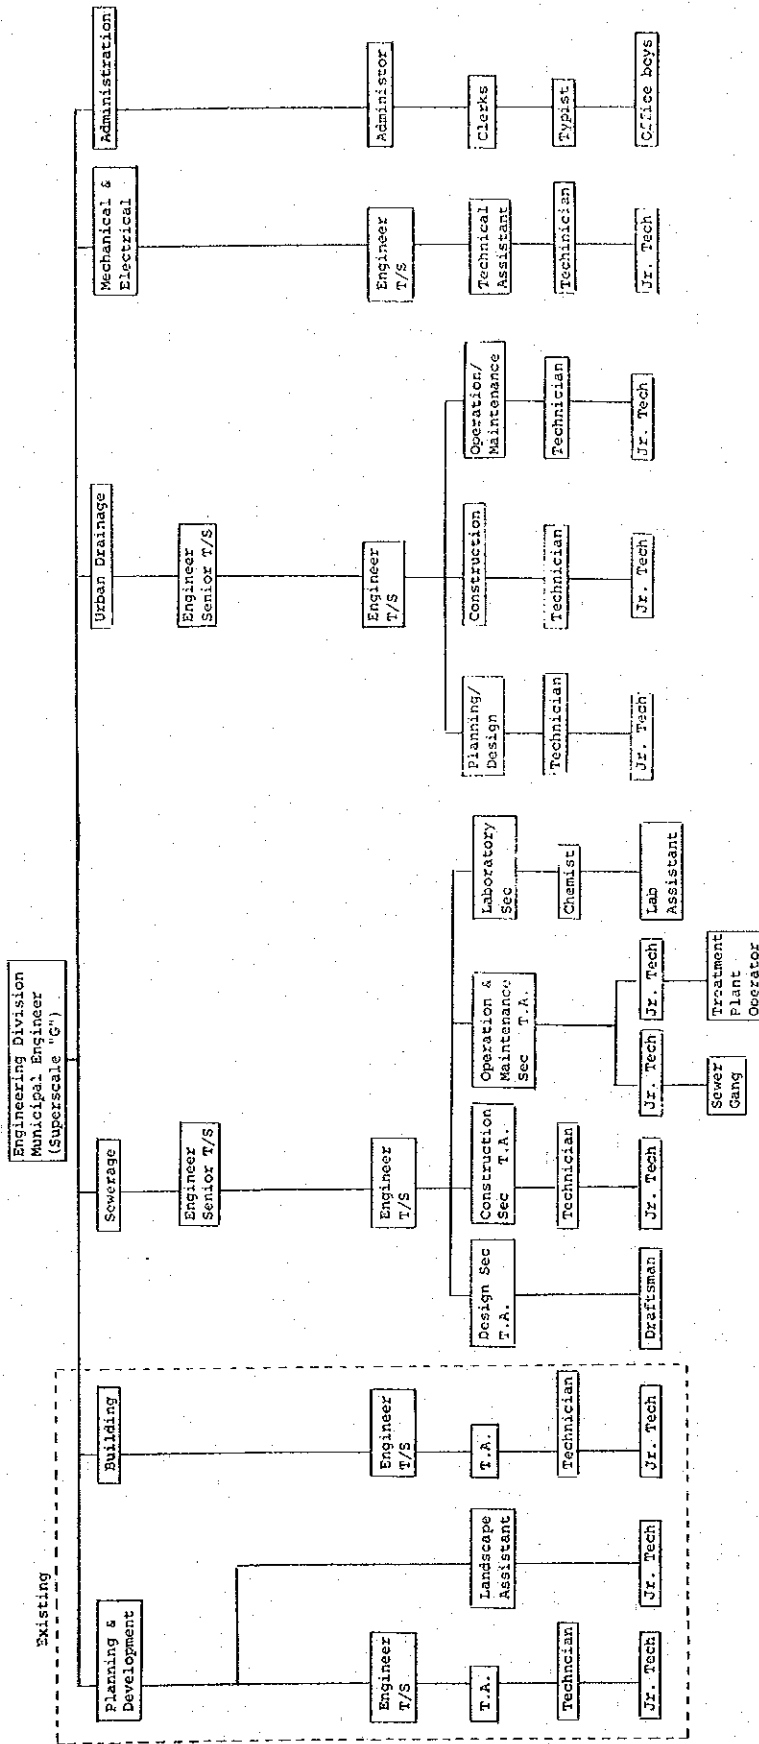 Engineering Division
Municipal Engineer
(Superscale "G")
Existing
Planning &
Development
Engineer
T/S
T.A.
Techncian
Jr. Tech
Landscape
Assistant
Jr. Tech
Building
Engineer
T/S
T.A.
Technician
Jr. Tech
Sewerage
Engineer
Senior T/S
Engineer
T/S
Design Sec
T.A.
Draftsman
Construction
Sec T.A.
Technician
Jr. Tech
Operation &
Maintenance
Sec T.A.
Jr. Tech
Sewer
Gang
Jr. Tech
Treatment
Plant
Operator
Laboratory
Sec
Chemist
Lab
Assistant
Urban Drainage
Engineer
Senior T/S
Engineer
T/S
Planning/
Design
Technician
Jr. Tech
Construction
Technician
Jr. Tech
Operation/
Maintenance
Technician
Jr. Tech
Mechanical &
Electrical
Engineer
T/S
Technical
Assistant
Techinician
Jr. Tech
Administration
Administor
Clerks
Typist
Office boys